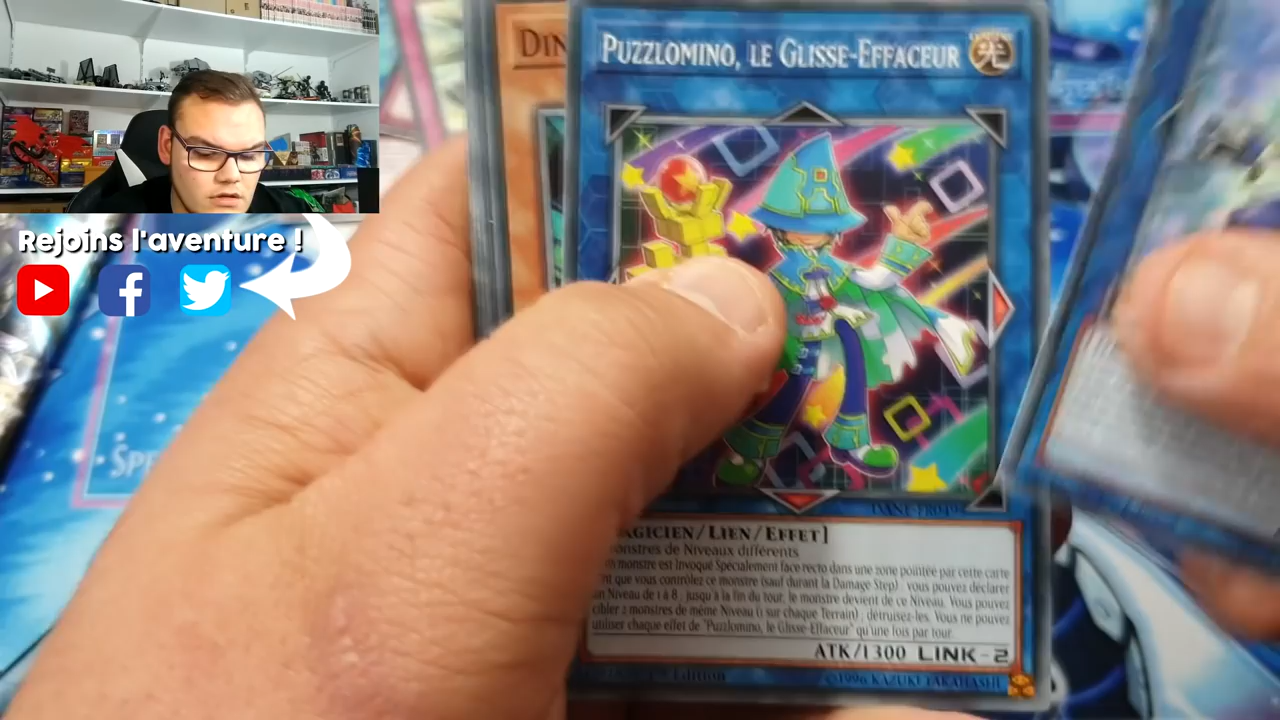 Din
Puzzlomino, le Glisse-Effaceur
光
Rejoins l'aventure !
Spe
DANE-FR049
agicien/Lien/Effet]
onstres de Niveaux différents
monstre est Invoqué Spécialement face recto dans une zone pointée par cette carte
que vous contrôlez ce monstre (sauf durant la Damage Step) : vous pouvez déclarer
un Niveau de 1 à 8 ; jusqu'à la fin du tour, le monstre devient de ce Niveau. Vous pouvez
cibler 2 monstres de même Niveau (1 sur chaque Terrain) ; détruisez-les. Vous ne pouvez
utiliser chaque effet de "Puzzlomino, le Glisse-Effaceur" qu'une fois par tour.
ATK/1300 LINK-2
Edition
©1996 KAZUKI TAKAHASHI